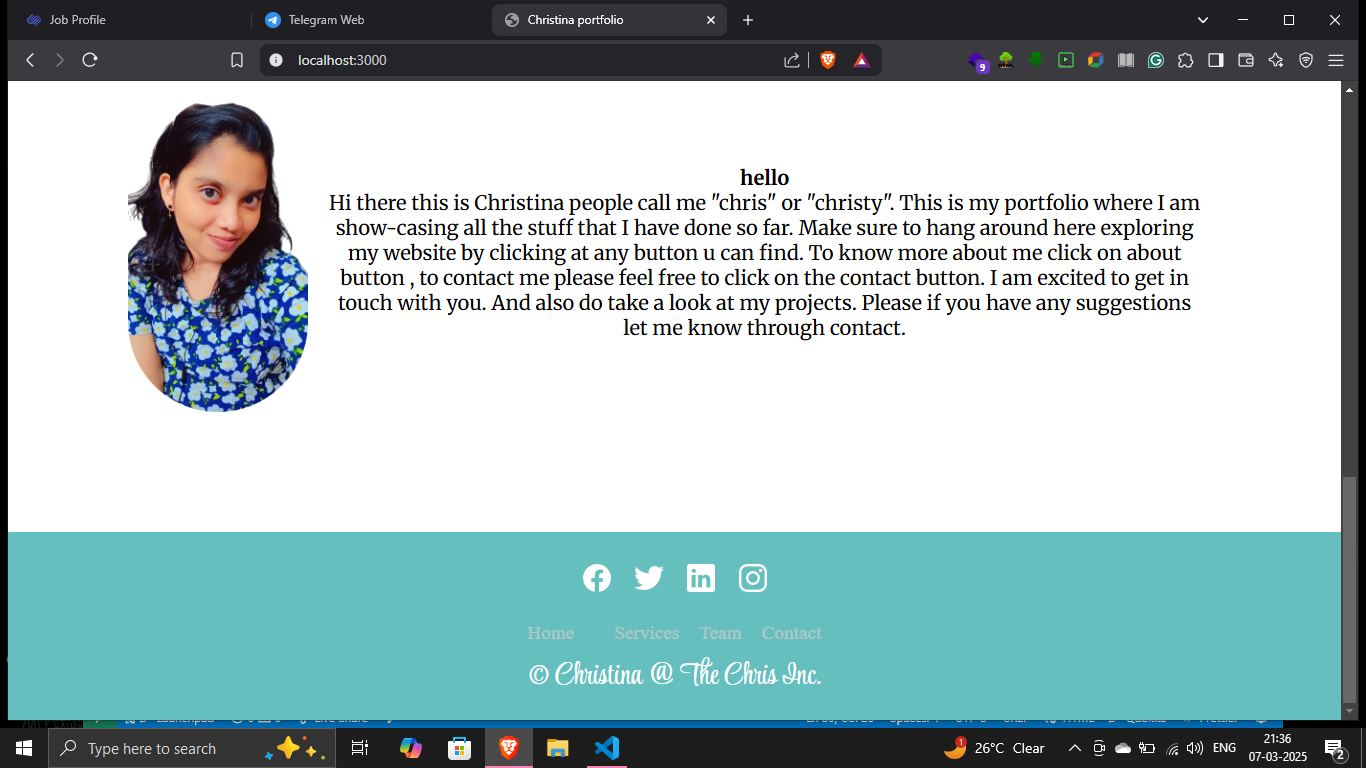 Job Profile
Telegram Web
Christina portfolio
localhost:3000
9
hello
Hi there this is Christina people call me "chris" or "christy". This is my portfolio where I am
show-casing all the stuff that I have done so far. Make sure to hang around here exploring
my website by clicking at any button u can find. To know more about me click on about
button , to contact me please feel free to click on the contact button. I am excited to get in
touch with you. And also do take a look at my projects. Please if you have any suggestions
let me know through contact.
Home Services Team Contact
© Christina @ The Chris Inc.
Type here to search
1
26°C Clear
ENG
21:36
07-03-2025
2